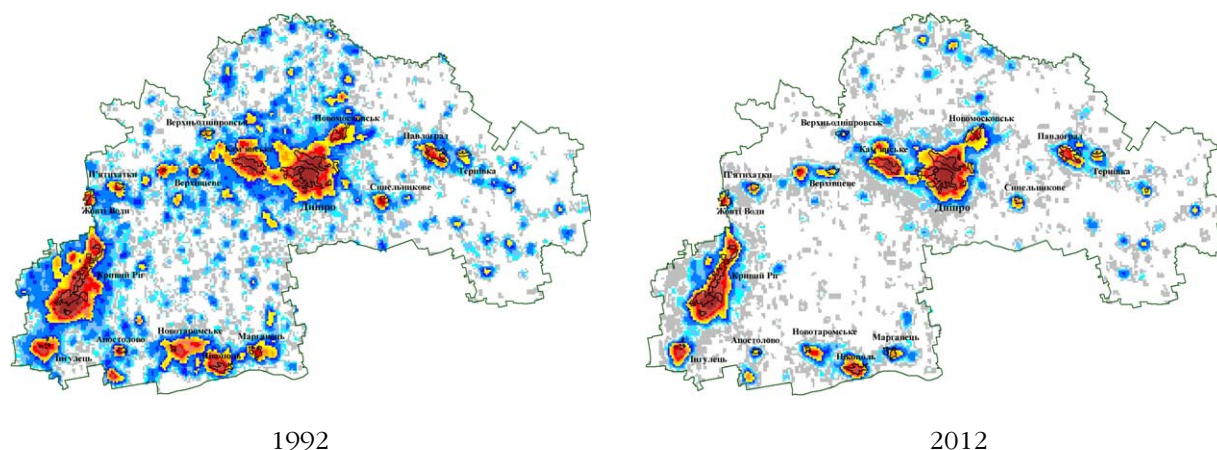 Верхньодніпровськ
Новомосковськ
Павлоград
Кам'янське
Тернівка
П'ятихатки
Верхівцеве
Синельникове
Жовті Води
Дніпро
Кривий Ріг
Апостолово
Новотаромське
Марганець
Інгулець
Нікополь
1992
Верхньодніпровськ
Новомосковськ
Павлоград
Кам'янське
Тернівка
П'ятихатки
Верхівцеве
Синельникове
Жовті Води
Дніпро
Кривий Ріг
Апостолово
Новотаромське
Марганець
Інгулець
Нікополь
2012